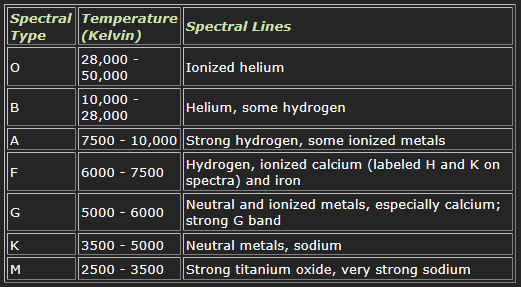 Spectral Type Temperature (Kelvin) Spectral Lines
O 28,000 - 50,000 Ionized helium
B 10,000 - 28,000 Helium, some hydrogen
A 7500 - 10,000 Strong hydrogen, some ionized metals
F 6000 - 7500 Hydrogen, ionized calcium (labeled H and K on spectra) and iron
G 5000 - 6000 Neutral and ionized metals, especially calcium; strong G band
K 3500 - 5000 Neutral metals, sodium
M 2500 - 3500 Strong titanium oxide, very strong sodium